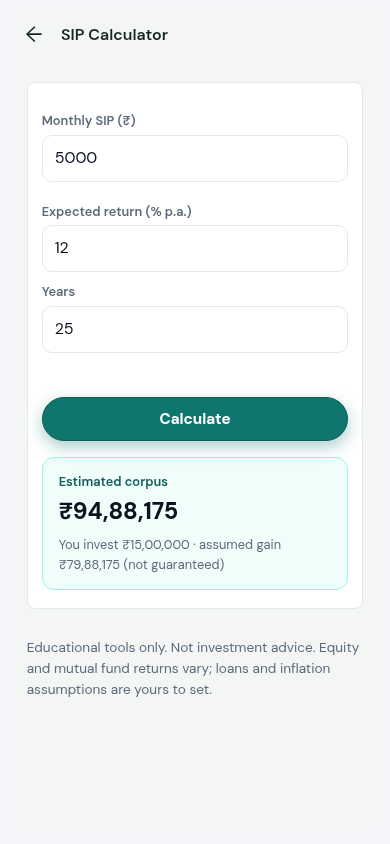 SIP Calculator
Monthly SIP (₹)
5000
Expected return (% p.a.)
12
Years
25
Calculate
Estimated corpus
₹94,88,175
You invest ₹15,00,000 · assumed gain
₹79,88,175 (not guaranteed)
Educational tools only. Not investment advice. Equity
and mutual fund returns vary; loans and inflation
assumptions are yours to set.